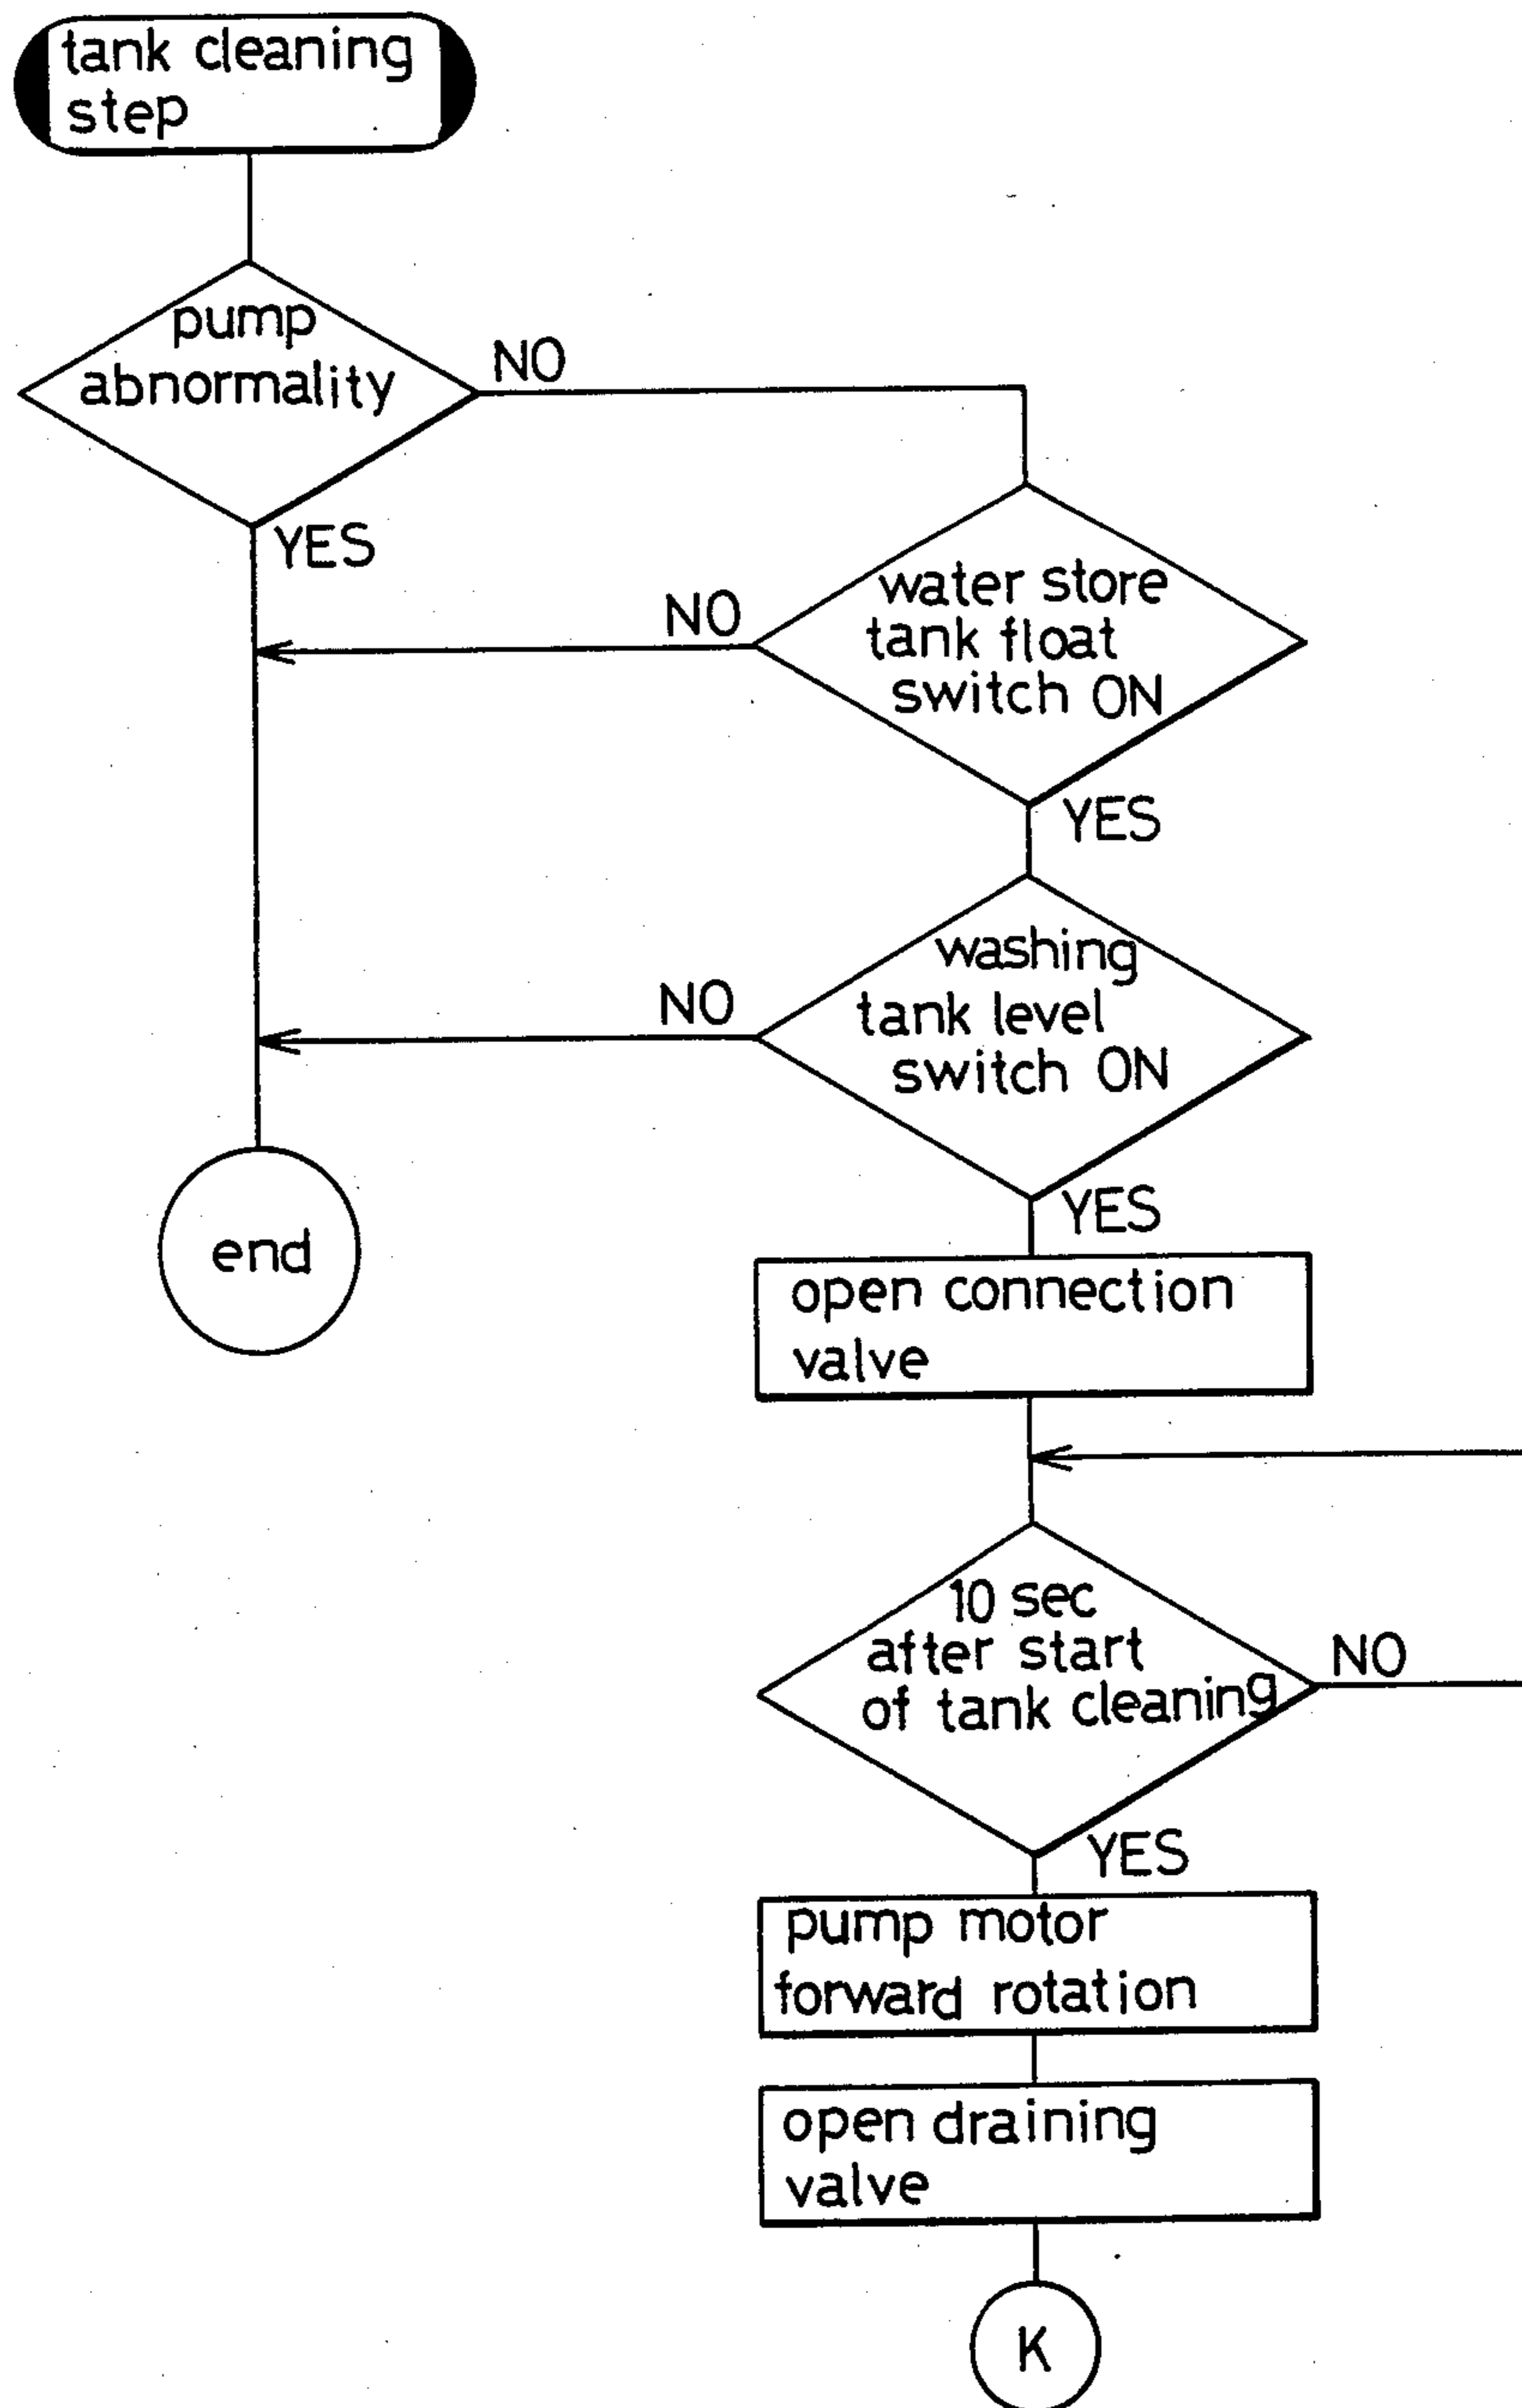 tank cleaning
step
pump
abnormality
NO
YES
water store
tank float
switch ON
NO
YES
washing
tank level
switch ON
NO
YES
end
open connection
valve
10 sec
after start
of tank cleaning
NO
YES
pump motor
forward rotation
open draining
valve
K